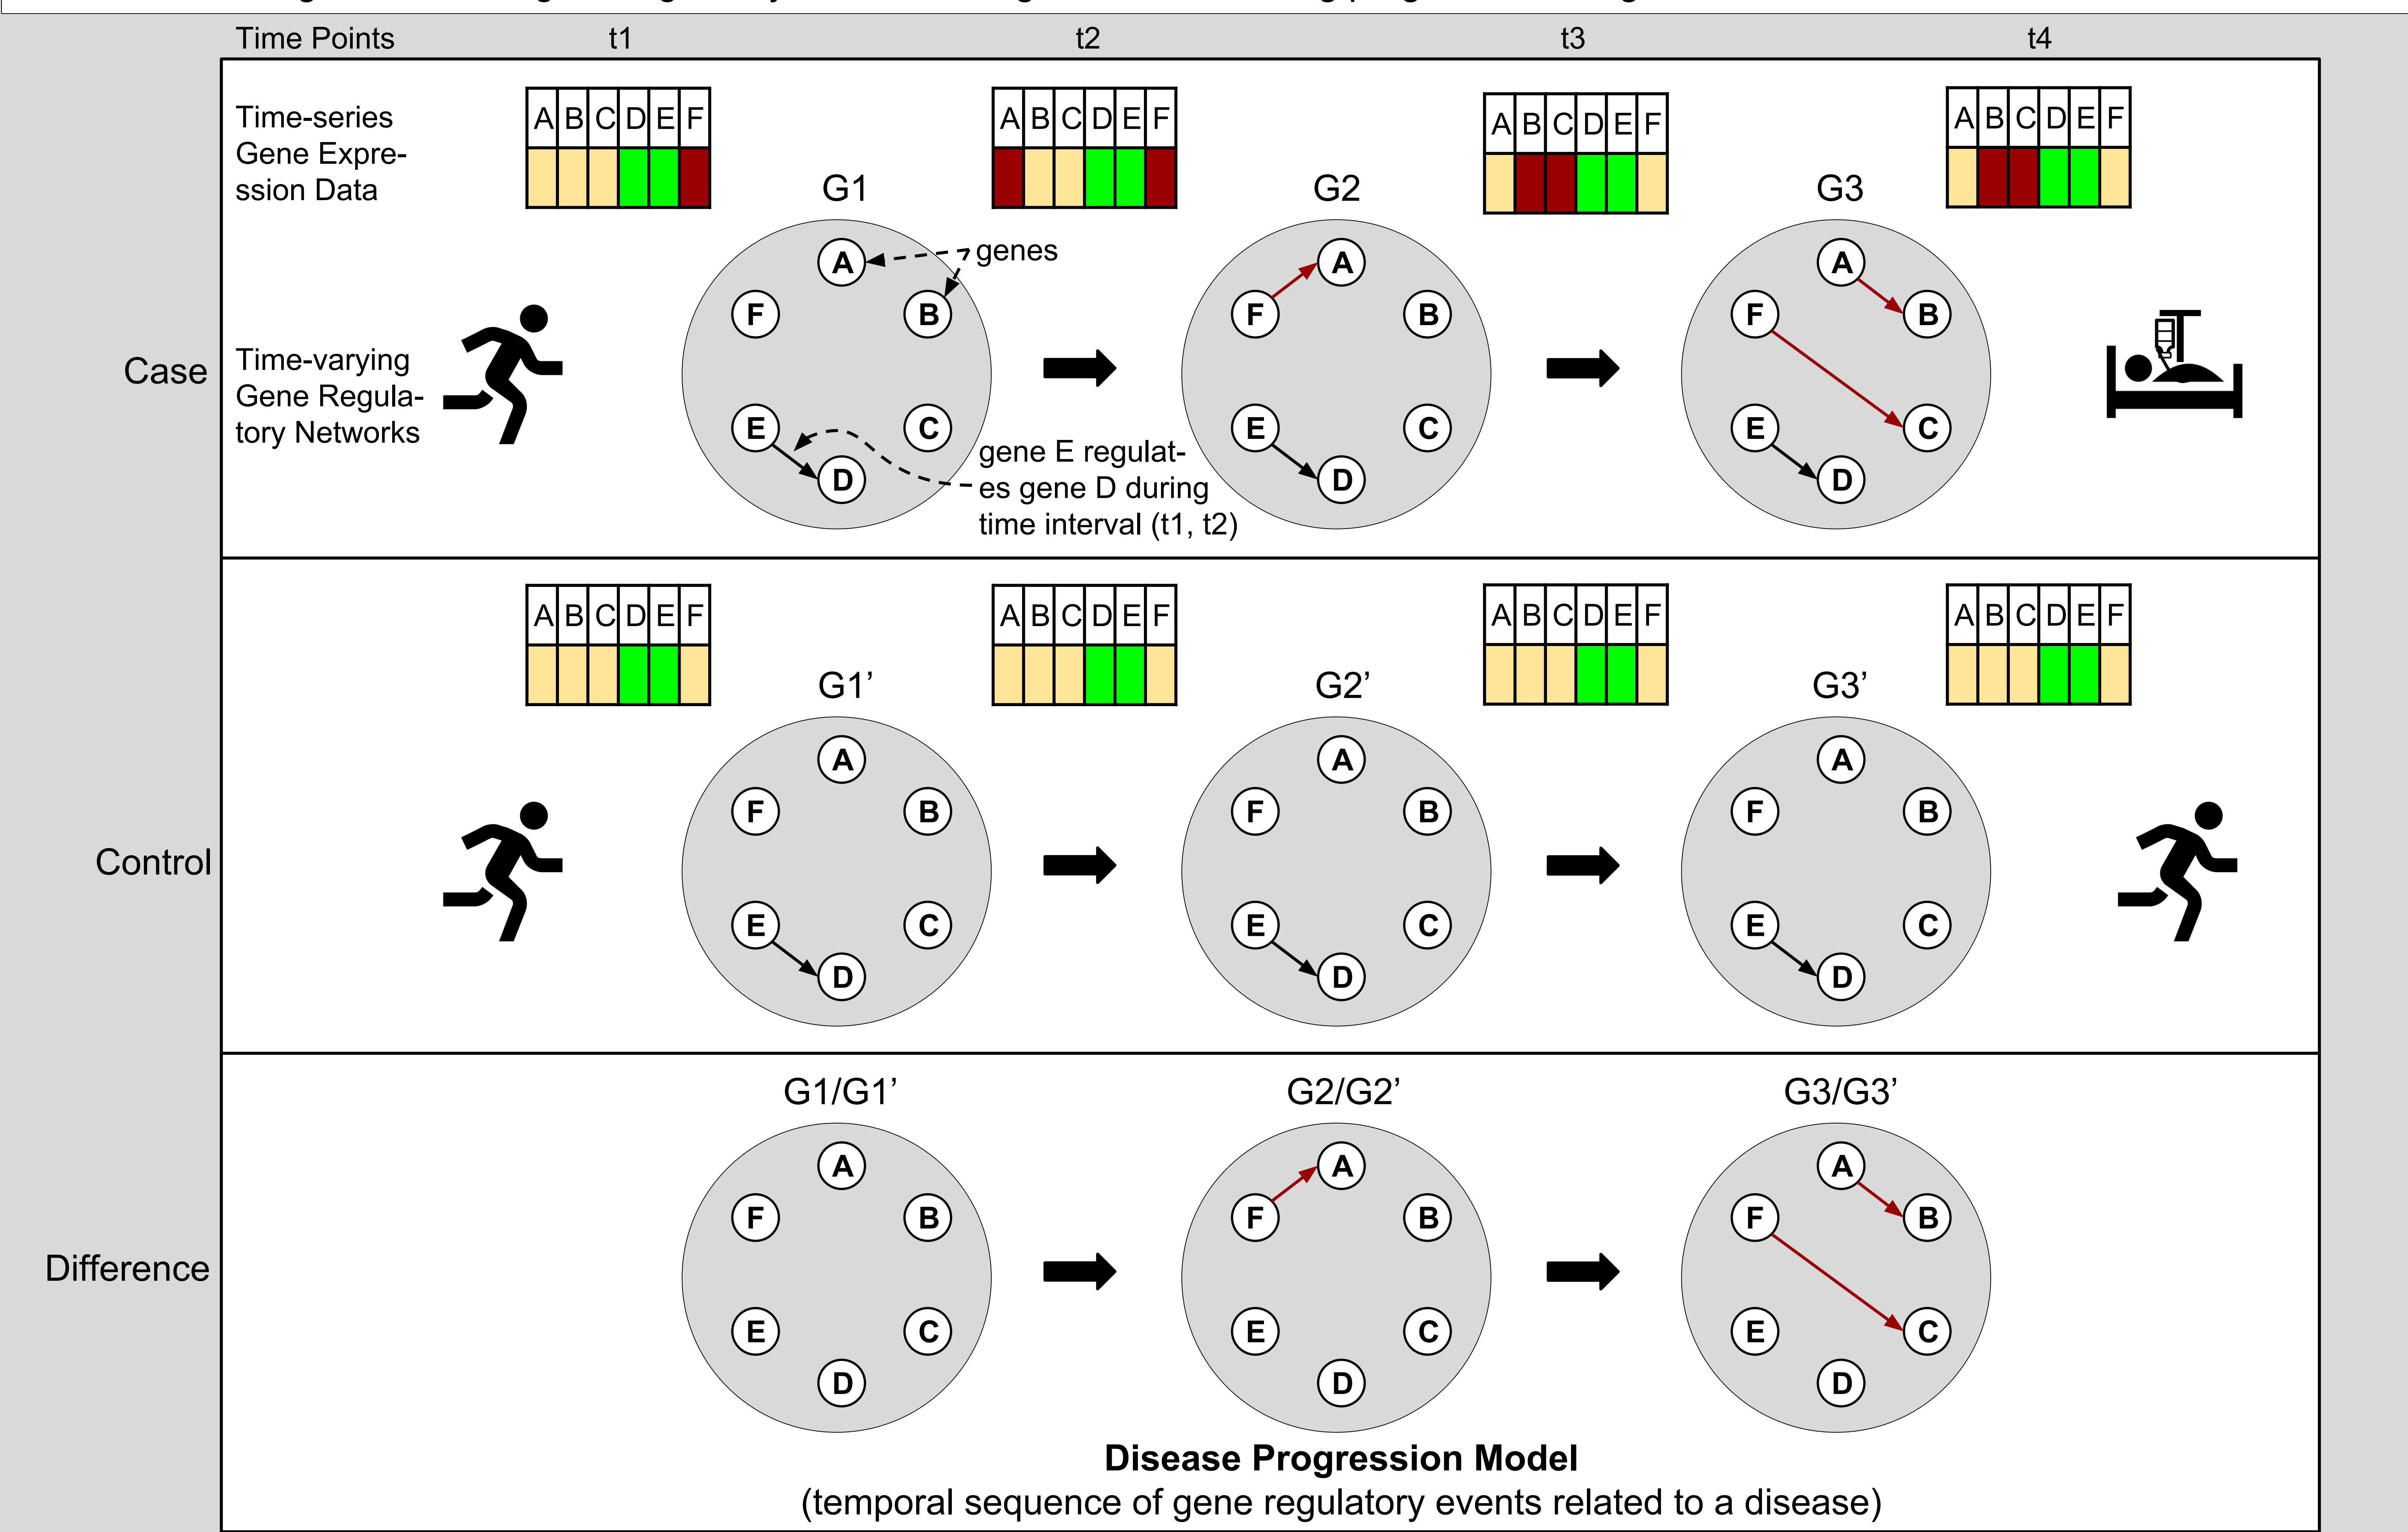 Time Points t1 t2 t3 t4
Case
Time-series
Gene Expre-
ssion Data
A B C D E F
A B C D E F
A B C D E F
A B C D E F
G1
G2
G3
genes
Time-varying
Gene Regula-
tory Networks
A
B
C
D
E
F
gene E regulat-
es gene D during
time interval (t1, t2)
A
B
C
D
E
F
A
B
C
D
E
F
Control
A B C D E F
A B C D E F
A B C D E F
A B C D E F
G1’
G2’
G3’
A
B
C
D
E
F
A
B
C
D
E
F
A
B
C
D
E
F
Difference
G1/G1’
G2/G2’
G3/G3’
A
B
C
D
E
F
A
B
C
D
E
F
A
B
C
D
E
F
Disease Progression Model
(temporal sequence of gene regulatory events related to a disease)